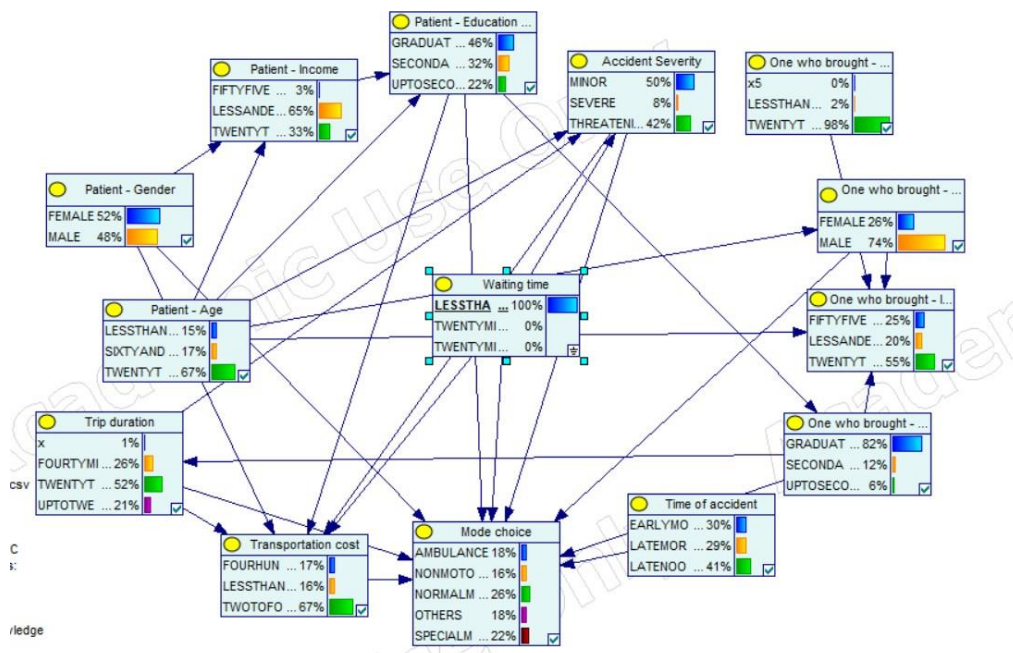 Patient - Education ...
GRADUAT ... 46%
SECONDA ... 32%
UPTOSECO... 22%
Patient - Income
FIFTYFIVE ... 3%
LESSANDE... 65%
TWENTYT ... 33%
Accident Severity
MINOR 50%
SEVERE 8%
THREATENI... 42%
One who brought - ...
x5 0%
LESSTHAN... 2%
TWENTYT ... 98%
Patient - Gender
FEMALE 52%
MALE 48%
One who brought - ...
FEMALE 26%
MALE 74%
Waiting time
LESSTHA ... 100%
TWENTYMI... 0%
TWENTYMI... 0%
Patient - Age
LESSTHAN... 15%
SIXTYAND ... 17%
TWENTYT ... 67%
One who brought - I...
FIFTYFIVE ... 25%
LESSANDE... 20%
TWENTYT ... 55%
Trip duration
x 1%
FOURTYMI ... 26%
TWENTYT ... 52%
UPTOTWE ... 21%
csv
One who brought - ...
GRADUAT ... 82%
SECONDA ... 12%
UPTOSECO... 6%
Time of accident
EARLYMO ... 30%
LATEMOR ... 29%
LATENOO ... 41%
Transportation cost
FOURHUN ... 17%
LESSTHAN... 16%
TWOTOFO ... 67%
Mode choice
AMBULANCE 18%
NONMOTO ... 16%
NORMALM ... 26%
OTHERS 18%
SPECIALM ... 22%
C
s:
Academic Use Only